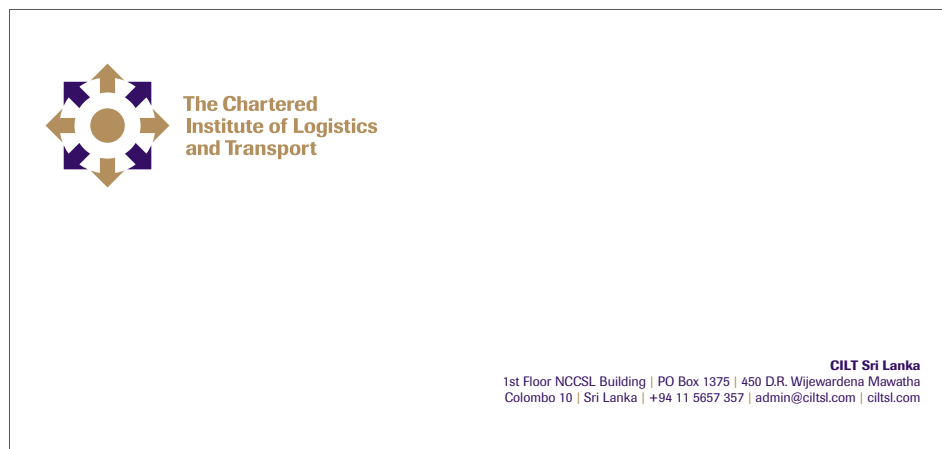 The Chartered
Institute of Logistics
and Transport
CILT Sri Lanka
1st Floor NCCSL Building | PO Box 1375 | 450 D.R. Wijewardena Mawatha
Colombo 10 | Sri Lanka | +94 11 5657 357 | admin@ciltsl.com | ciltsl.com